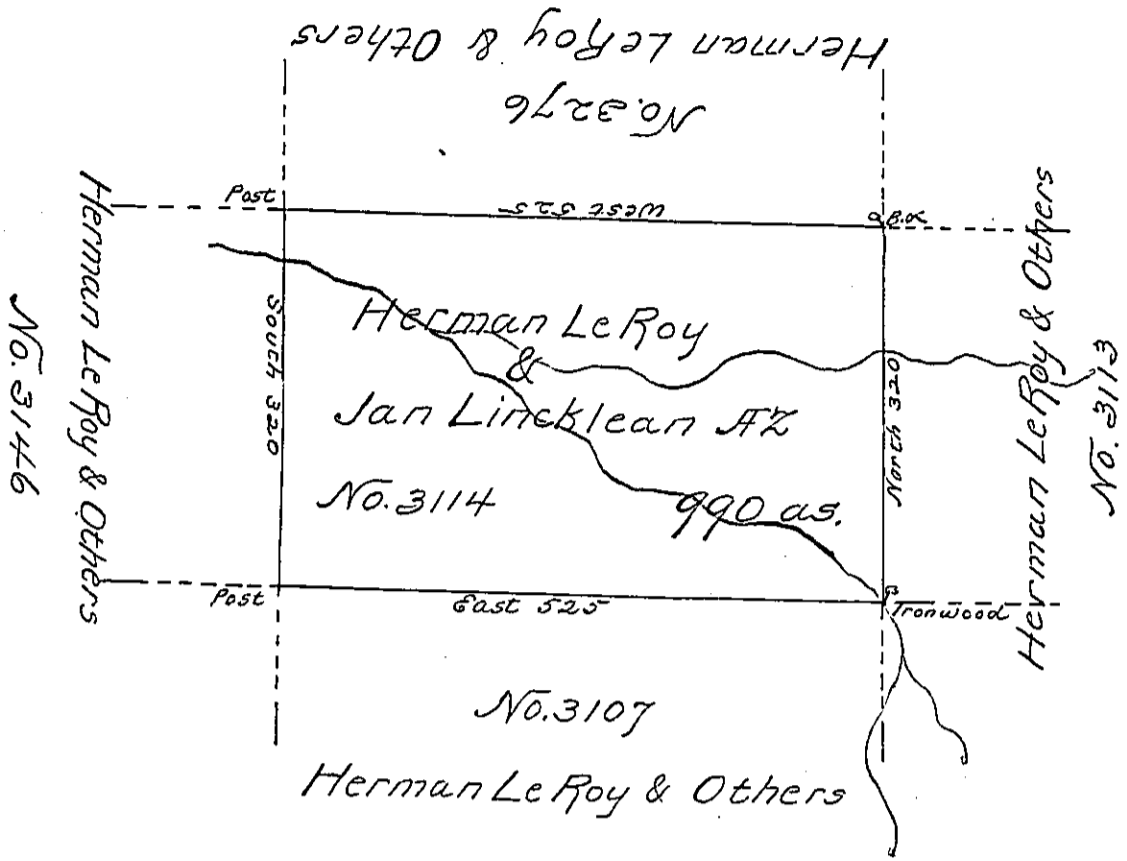 Herman LeRoy & Others
No. 3276
Post
West 525
B.oK
Herman LeRoy & Others
No. 3146
South 320
Herman LeRoy
&
Jan Lincklean AZ
No. 3114
990 as.
North 320
Herman LeRoy & Others
No. 3113
Post
East 525
Ironwood
No. 3107
Herman LeRoy & Others